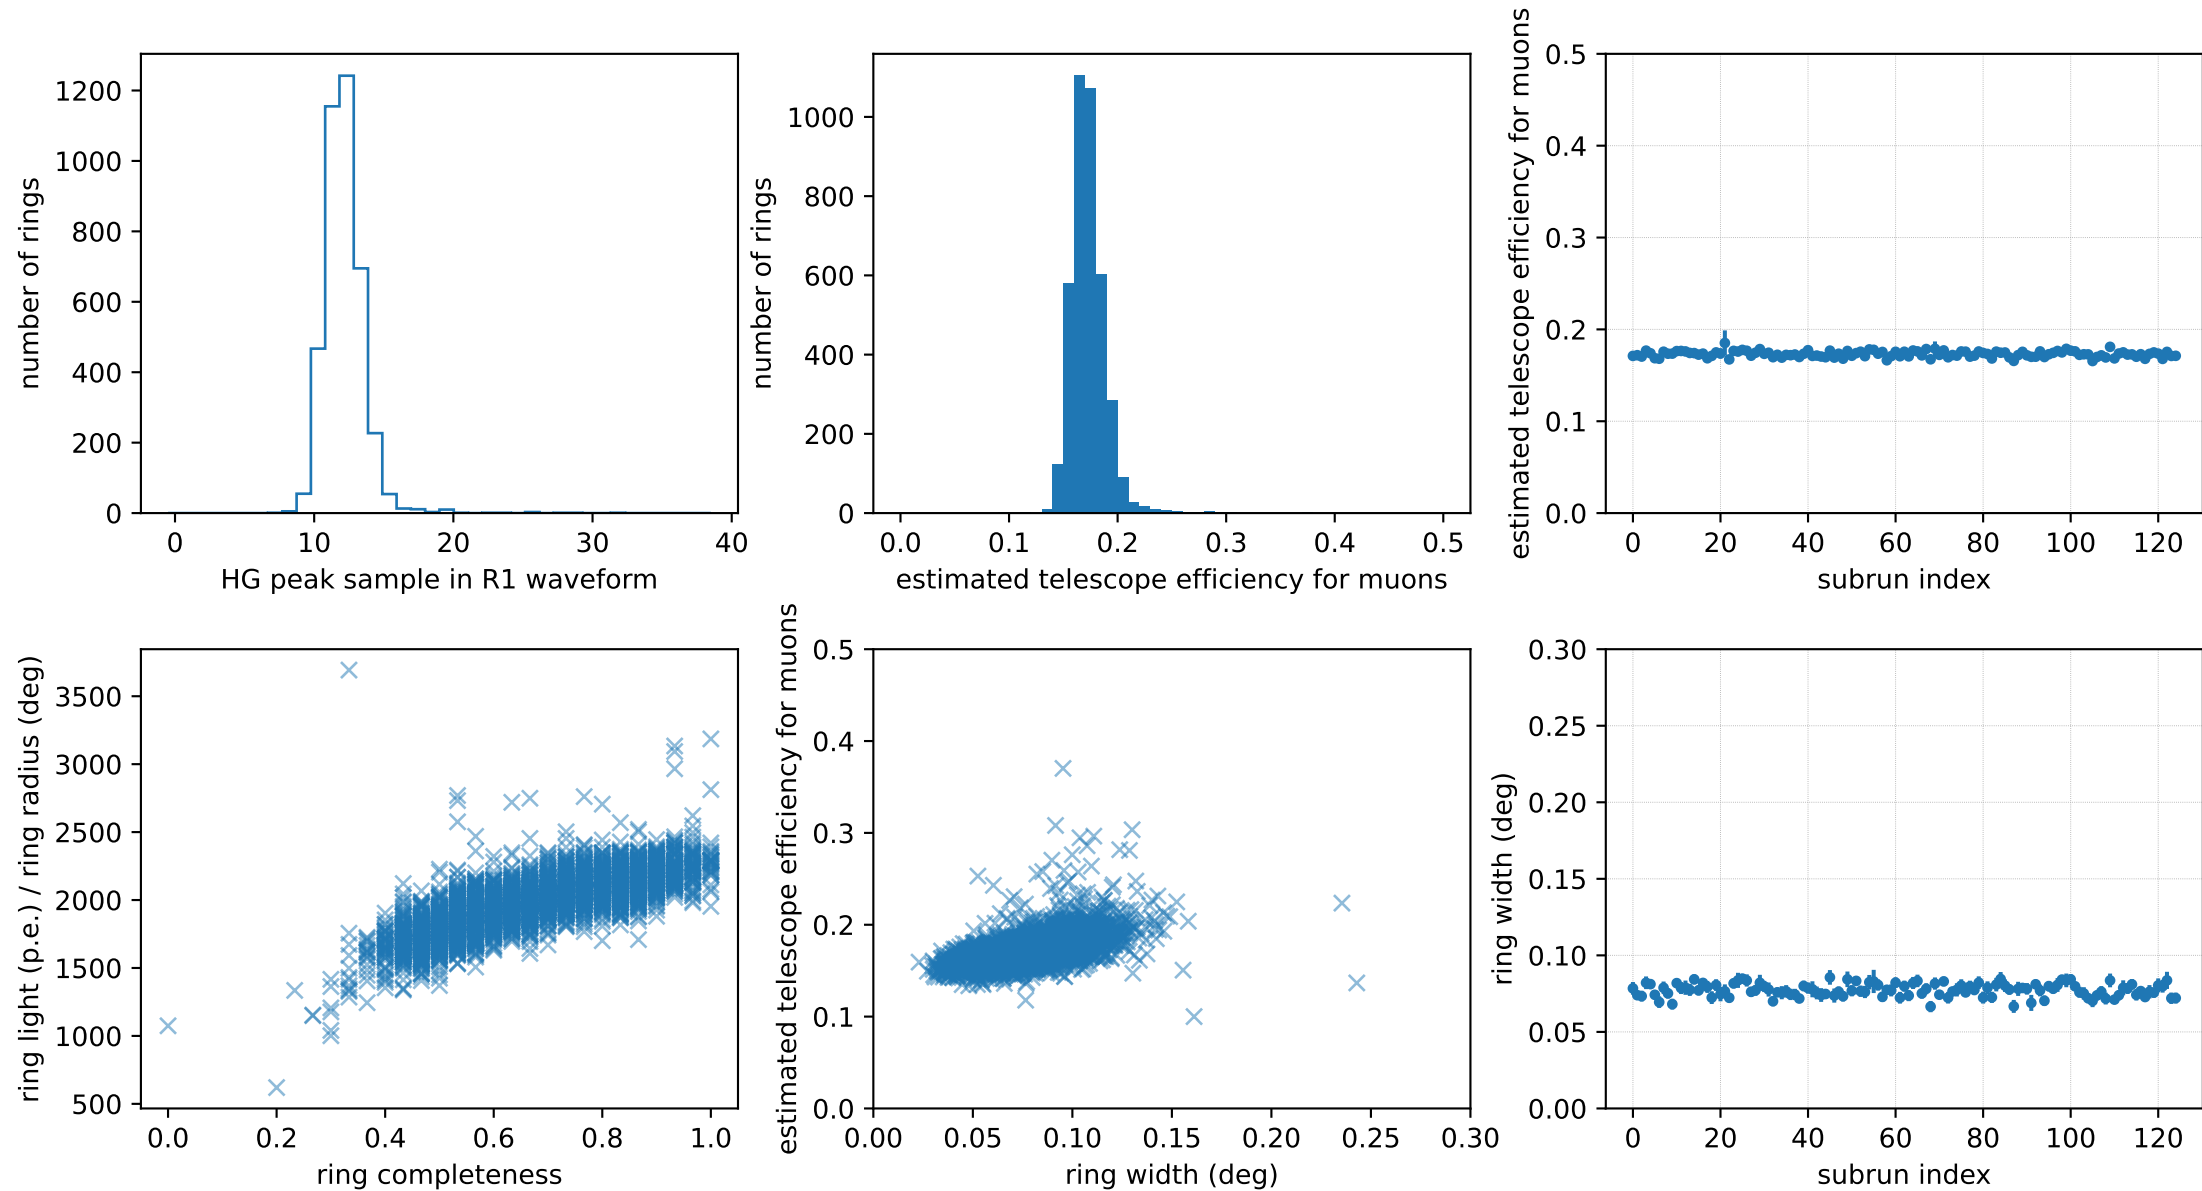 number of rings
1200
1000
800
600
400
200
0
0 10 20 30 40
HG peak sample in R1 waveform
number of rings
1000
800
600
400
200
0
0.0 0.1 0.2 0.3 0.4 0.5
estimated telescope efficiency for muons
estimated telescope efficiency for muons
0.5
0.4
0.3
0.2
0.1
0.0
0 20 40 60 80 100 120
subrun index
ring light (p.e.) / ring radius (deg)
3500
3000
2500
2000
1500
1000
500
0.0 0.2 0.4 0.6 0.8 1.0
ring completeness
estimated telescope efficiency for muons
0.5
0.4
0.3
0.2
0.1
0.0
0.00 0.05 0.10 0.15 0.20 0.25 0.30
ring width (deg)
ring width (deg)
0.30
0.25
0.20
0.15
0.10
0.05
0.00
0 20 40 60 80 100 120
subrun index